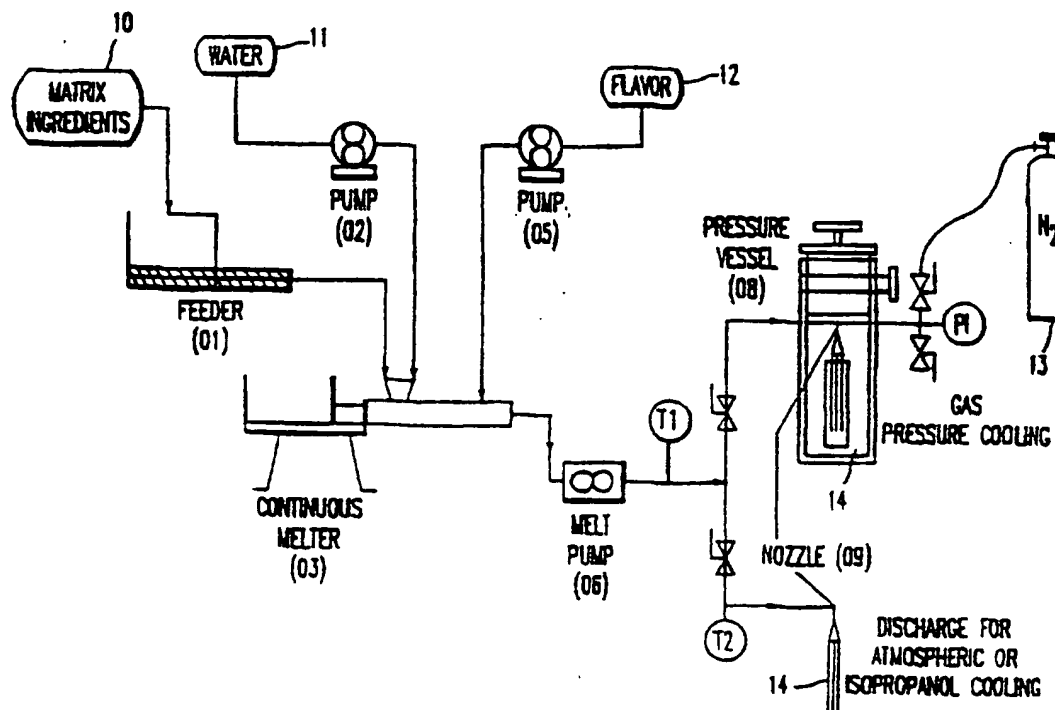 10
MATRIX
INGREDIENTS
WATER
11
FLAVOR
12
PUMP
(02)
PUMP
(05)
FEEDER
(01)
PRESSURE
VESSEL
(08)
N2
PI
13
GAS
PRESSURE COOLING
14
T1
CONTINUOUS
MELTER
(03)
MELT
PUMP
(06)
NOZZLE (09)
T2
DISCHARGE FOR
ATMOSPHERIC OR
ISOPROPANOL COOLING
14